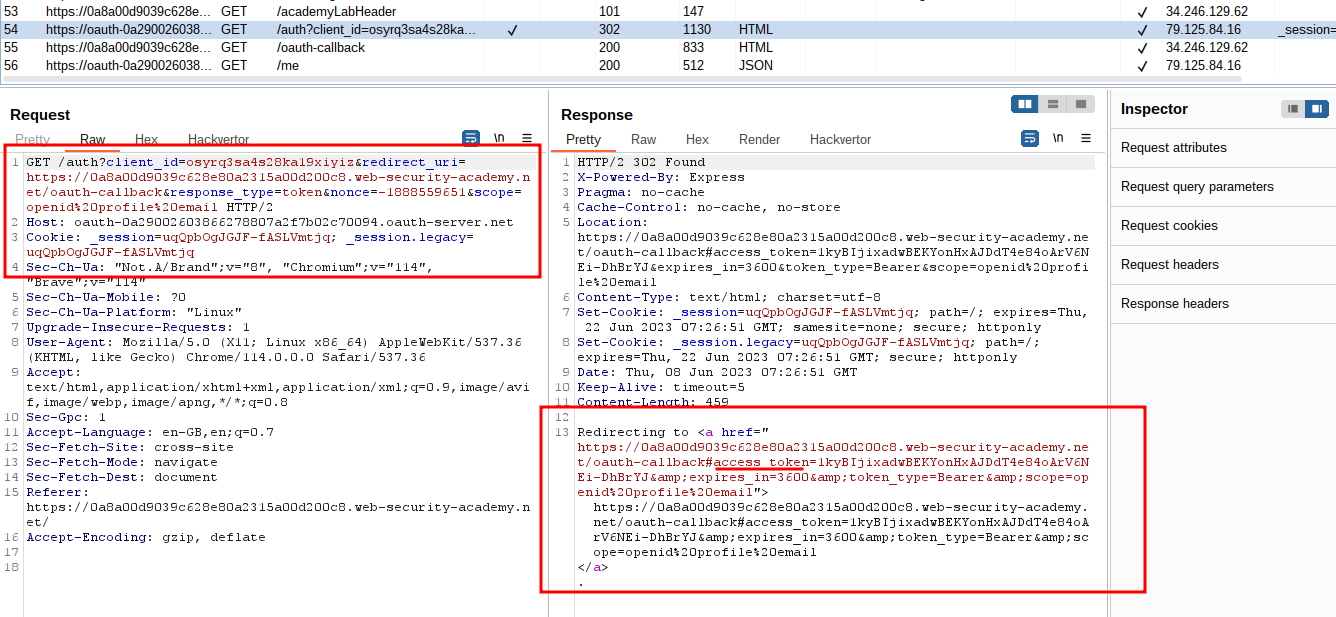 53 https://0a8a00d9039c628e... GET /academyLabHeader 101 147 ✓ 34.246.129.62
54 https://oauth-0a290026038... GET /auth?client_id=osyrq3sa4s28ka... ✓ 302 1130 HTML ✓ 79.125.84.16 _session=
55 https://0a8a00d9039c628e... GET /oauth-callback 200 833 HTML ✓ 34.246.129.62
56 https://oauth-0a290026038... GET /me 200 512 JSON ✓ 79.125.84.16
Request
Pretty Raw Hex Hackvertor \n
1 GET /auth?client_id=osyrq3sa4s28ka19xiyiz&redirect_uri=
https://0a8a00d9039c628e80a2315a00d200c8.web-security-academy.n
et/oauth-callback&response_type=token&nonce=-1888559651&scope=
openid%20profile%20email HTTP/2
2 Host: oauth-0a29002603866278807a2f7b02c70094.oauth-server.net
3 Cookie: _session=uqQpbOgJGJF-fASLVmtjq; _session.legacy=
uqQpbOgJGJF-fASLVmtjq
4 Sec-Ch-Ua: "Not.A/Brand";v="8", "Chromium";v="114",
"Brave";v="114"
5 Sec-Ch-Ua-Mobile: ?0
6 Sec-Ch-Ua-Platform: "Linux"
7 Upgrade-Insecure-Requests: 1
8 User-Agent: Mozilla/5.0 (X11; Linux x86_64) AppleWebKit/537.36
(KHTML, like Gecko) Chrome/114.0.0.0 Safari/537.36
9 Accept:
text/html,application/xhtml+xml,application/xml;q=0.9,image/avi
f,image/webp,image/apng,*/*;q=0.8
10 Sec-Gpc: 1
11 Accept-Language: en-GB,en;q=0.7
12 Sec-Fetch-Site: cross-site
13 Sec-Fetch-Mode: navigate
14 Sec-Fetch-Dest: document
15 Referer:
https://0a8a00d9039c628e80a2315a00d200c8.web-security-academy.n
et/
16 Accept-Encoding: gzip, deflate
17
18
Response
Pretty Raw Hex Render Hackvertor \n
1 HTTP/2 302 Found
2 X-Powered-By: Express
3 Pragma: no-cache
4 Cache-Control: no-cache, no-store
5 Location:
https://0a8a00d9039c628e80a2315a00d200c8.web-security-academy.ne
t/oauth-callback#access_token=1kyBIjixadwBEKYonHxAJDdT4e84oArV6N
Ei-DhBrYJ&expires_in=3600&token_type=Bearer&scope=openid%20profi
le%20email
6 Content-Type: text/html; charset=utf-8
7 Set-Cookie: _session=uqQpbOgJGJF-fASLVmtjq; path=/; expires=Thu,
22 Jun 2023 07:26:51 GMT; samesite=none; secure; httponly
8 Set-Cookie: _session.legacy=uqQpbOgJGJF-fASLVmtjq; path=/;
expires=Thu, 22 Jun 2023 07:26:51 GMT; secure; httponly
9 Date: Thu, 08 Jun 2023 07:26:51 GMT
10 Keep-Alive: timeout=5
11 Content-Length: 459
12
13 Redirecting to <a href="
https://0a8a00d9039c628e80a2315a00d200c8.web-security-academy.ne
t/oauth-callback#access_token=1kyBIjixadwBEKYonHxAJDdT4e84oArV6N
Ei-DhBrYJ&amp;expires_in=3600&amp;token_type=Bearer&amp;scope=op
enid%20profile%20email">
https://0a8a00d9039c628e80a2315a00d200c8.web-security-academy.
net/oauth-callback#access_token=1kyBIjixadwBEKYonHxAJDdT4e84oA
rV6NEi-DhBrYJ&amp;expires_in=3600&amp;token_type=Bearer&amp;sc
ope=openid%20profile%20email
</a>
.
Inspector
Request attributes
Request query parameters
Request cookies
Request headers
Response headers